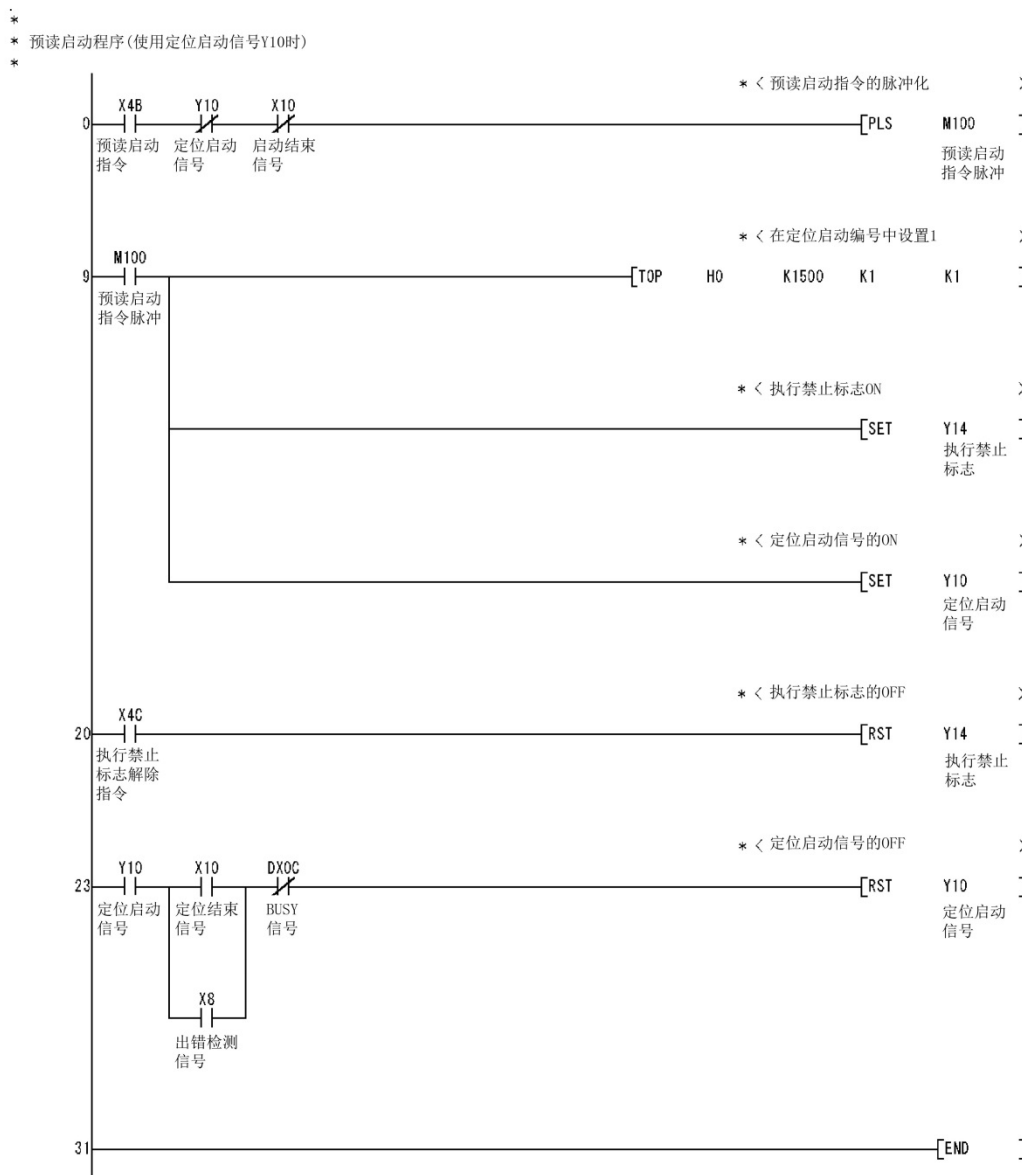 *
* 预读启动程序(使用定位启动信号Y10时)
*
* < 预读启动指令的脉冲化 >
X4B Y10 X10
0 [PLS M100 ]
预读启动 定位启动 启动结束 预读启动
指令 信号 信号 指令脉冲
* < 在定位启动编号中设置1 >
M100
9 [TOP H0 K1500 K1 K1 ]
预读启动
指令脉冲
* < 执行禁止标志ON >
[SET Y14 ]
执行禁止
标志
* < 定位启动信号的ON >
[SET Y10 ]
定位启动
信号
* < 执行禁止标志的OFF >
X4C
20 [RST Y14 ]
执行禁止 执行禁止
标志解除 标志
指令
* < 定位启动信号的OFF >
Y10 X10 DX0C
23 [RST Y10 ]
定位启动 定位结束 BUSY 定位启动
信号 信号 信号 信号
X8
出错检测
信号
31 [END ]